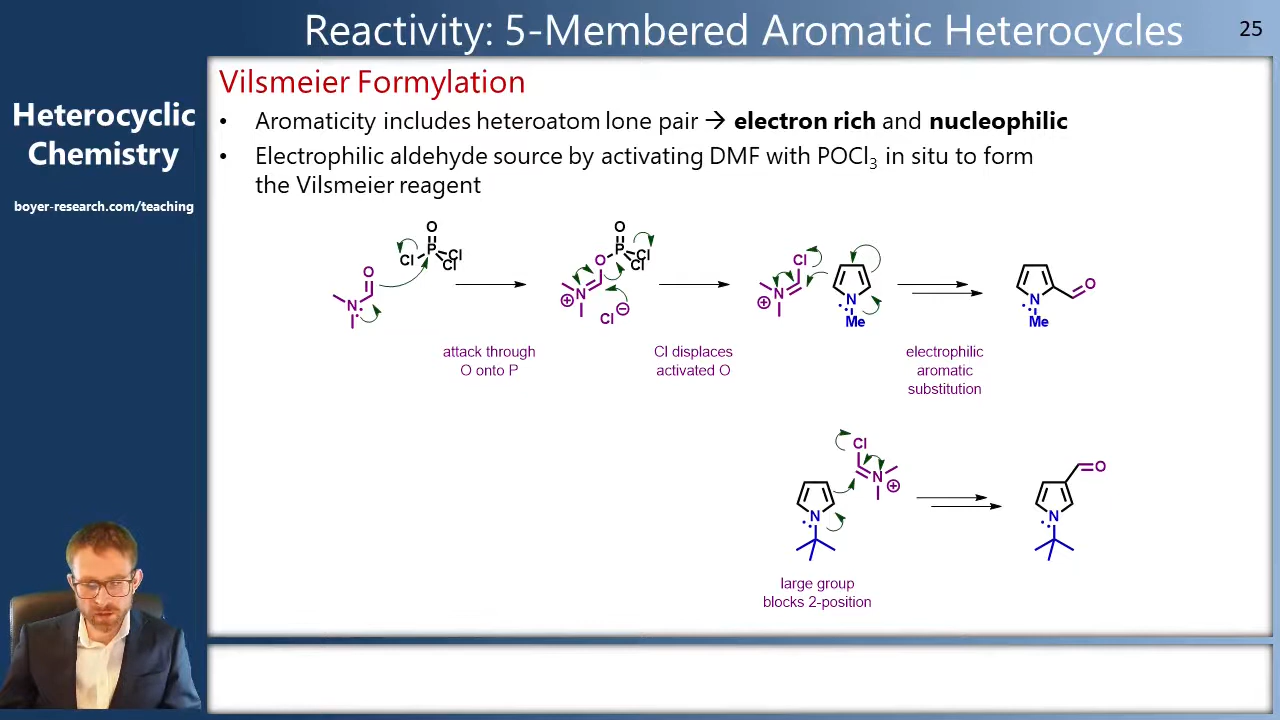 Reactivity: 5-Membered Aromatic Heterocycles
25
Heterocyclic
Chemistry
boyer-research.com/teaching
Vilsmeier Formylation
• Aromaticity includes heteroatom lone pair → electron rich and nucleophilic
• Electrophilic aldehyde source by activating DMF with POCl₃ in situ to form
the Vilsmeier reagent
O
P
Cl
Cl
Cl
O
N
O
P
Cl
Cl
O
N
⊕
Cl
⊖
Cl
N
⊕
N
Me
N
Me
O
attack through
O onto P
Cl displaces
activated O
electrophilic
aromatic
substitution
Cl
N
⊕
N
O
N
large group
blocks 2-position